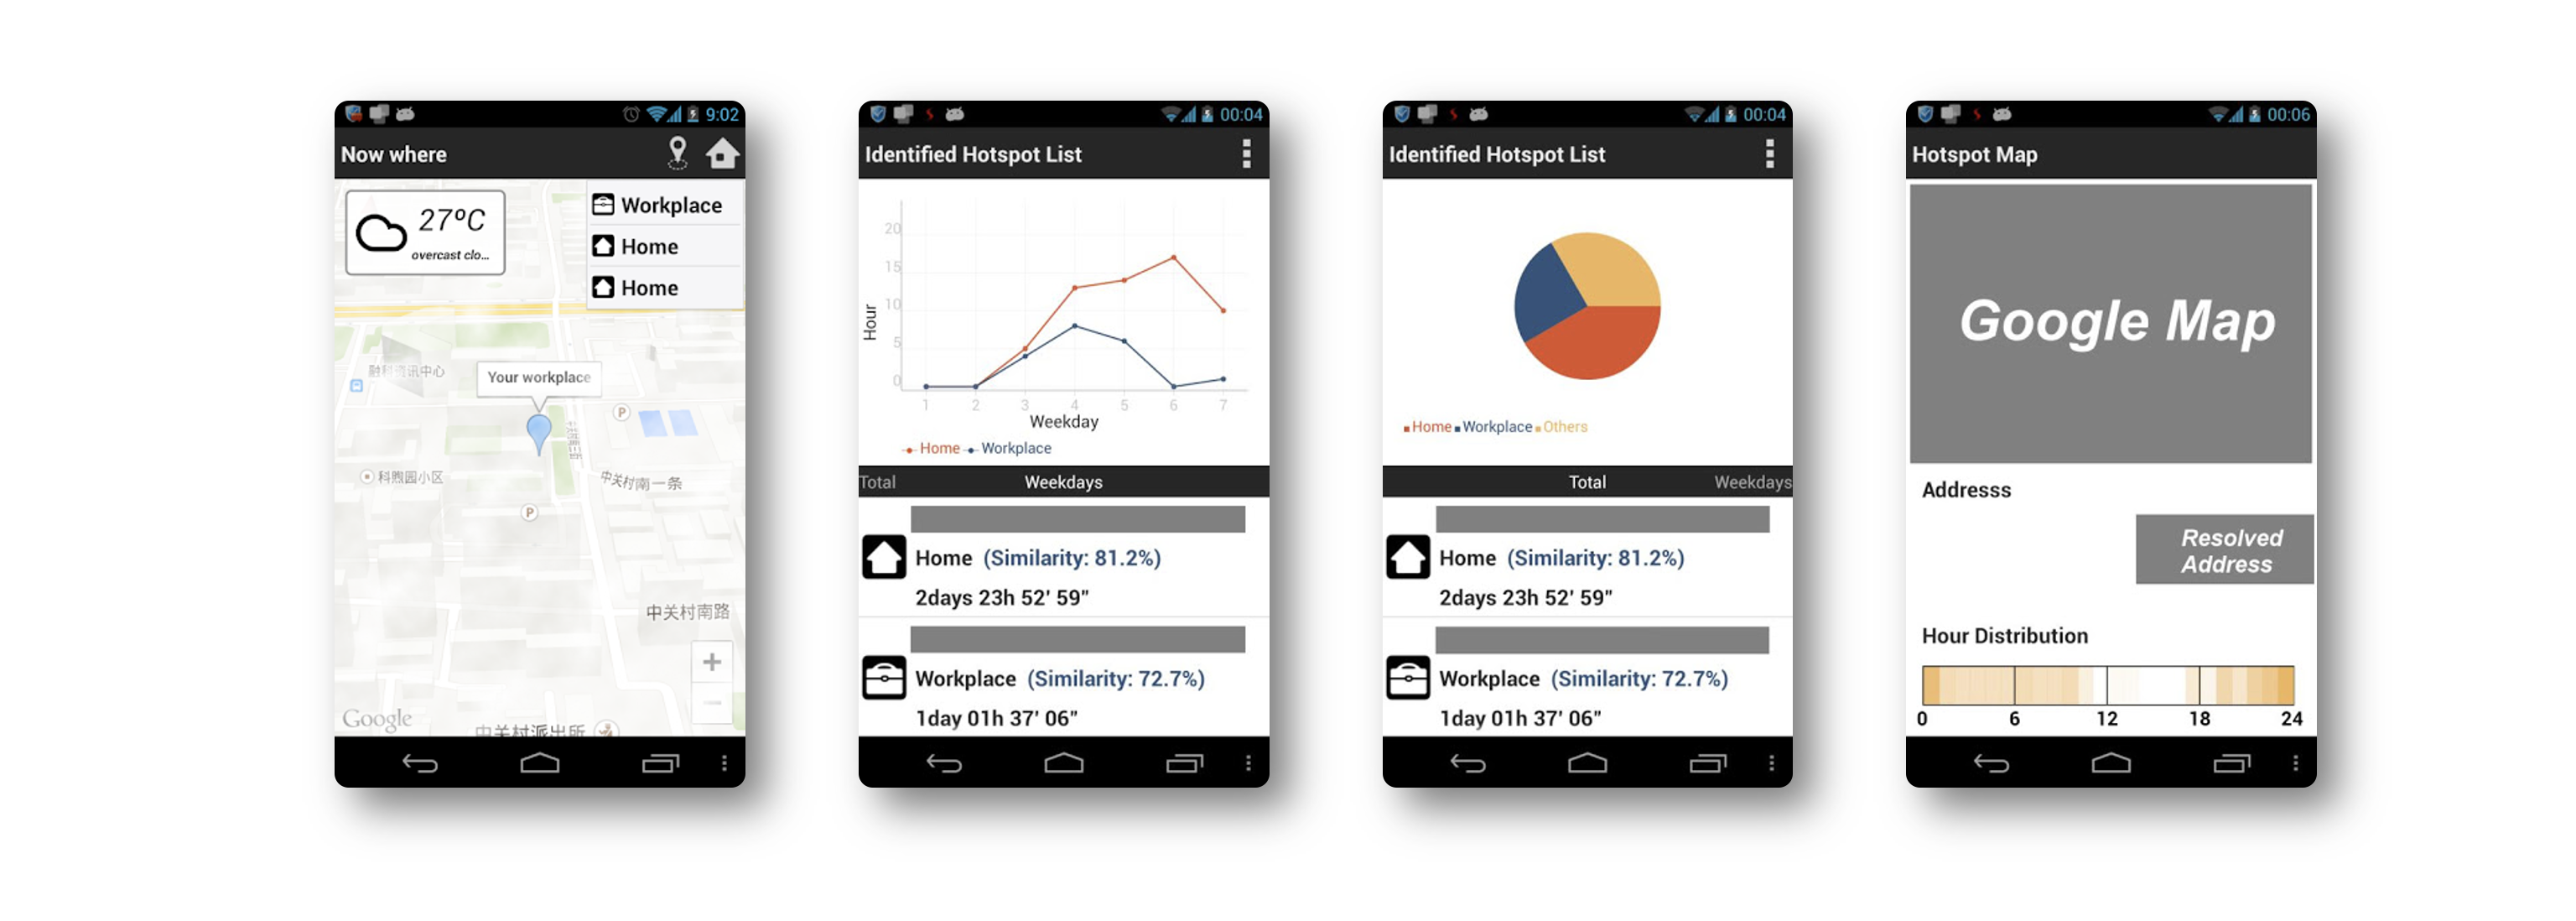 9:02
Now where
27°C
overcast clo...
Workplace
Home
Home
融科资讯中心
Your workplace
P
科煦园小区
中关村南一条
P
中关村南路
+
Google
中关村派出所
00:04
Identified Hotspot List
20
15
10
5
0
Hour
1 2 3 4 5 6 7
Weekday
Home Workplace
Total Weekdays
Home (Similarity: 81.2%)
2days 23h 52' 59"
Workplace (Similarity: 72.7%)
1day 01h 37' 06"
00:04
Identified Hotspot List
Home Workplace Others
Total Weekdays
Home (Similarity: 81.2%)
2days 23h 52' 59"
Workplace (Similarity: 72.7%)
1day 01h 37' 06"
00:06
Hotspot Map
Google Map
Addresss
Resolved
Address
Hour Distribution
0 6 12 18 24